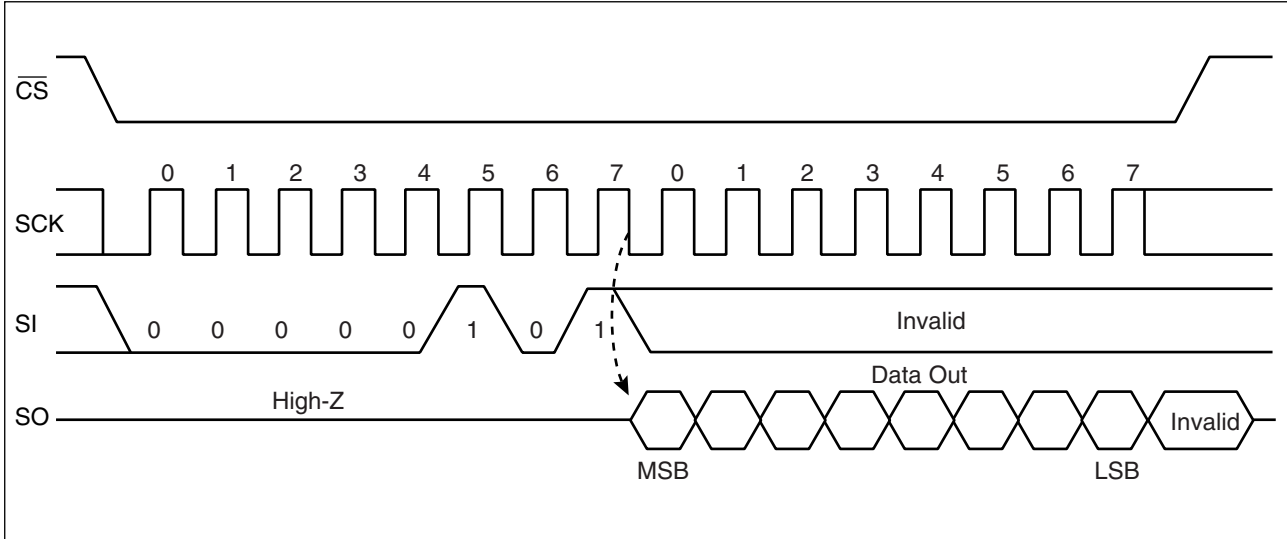 C̅S̅
0 1 2 3 4 5 6 7 0 1 2 3 4 5 6 7
SCK
SI 0 0 0 0 0 1 0 1 Invalid
Data Out
High-Z
SO Invalid
MSB LSB